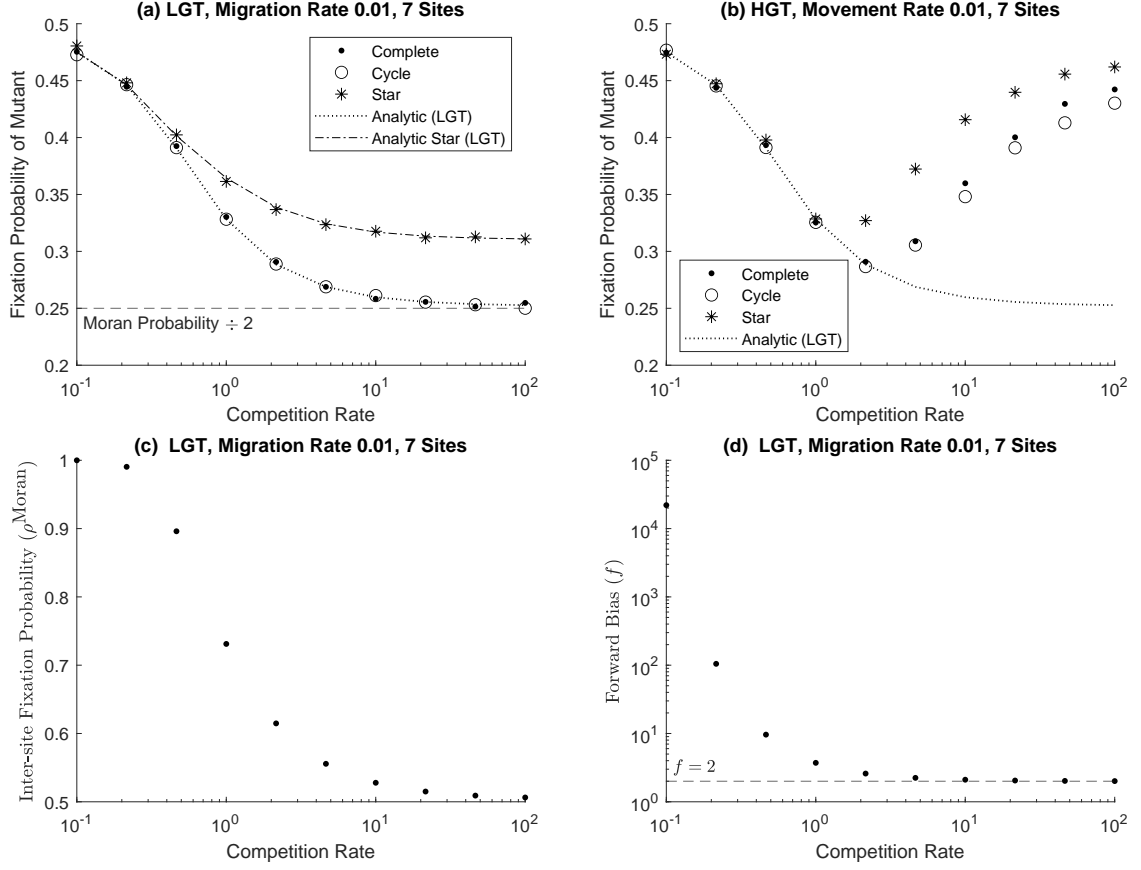 (a) LGT, Migration Rate 0.01, 7 Sites
Fixation Probability of Mutant
0.5
0.45
0.4
0.35
0.3
0.25
0.2
Complete
Cycle
Star
Analytic (LGT)
Analytic Star (LGT)
Moran Probability ÷ 2
10^-1
10^0
10^1
10^2
Competition Rate
(b) HGT, Movement Rate 0.01, 7 Sites
Fixation Probability of Mutant
0.5
0.45
0.4
0.35
0.3
0.25
0.2
Complete
Cycle
Star
Analytic (LGT)
10^-1
10^0
10^1
10^2
Competition Rate
(c) LGT, Migration Rate 0.01, 7 Sites
Inter-site Fixation Probability (ρ^Moran)
1
0.9
0.8
0.7
0.6
0.5
10^-1
10^0
10^1
10^2
Competition Rate
(d) LGT, Migration Rate 0.01, 7 Sites
Forward Bias (f)
10^5
10^4
10^3
10^2
10^1
10^0
f = 2
10^-1
10^0
10^1
10^2
Competition Rate